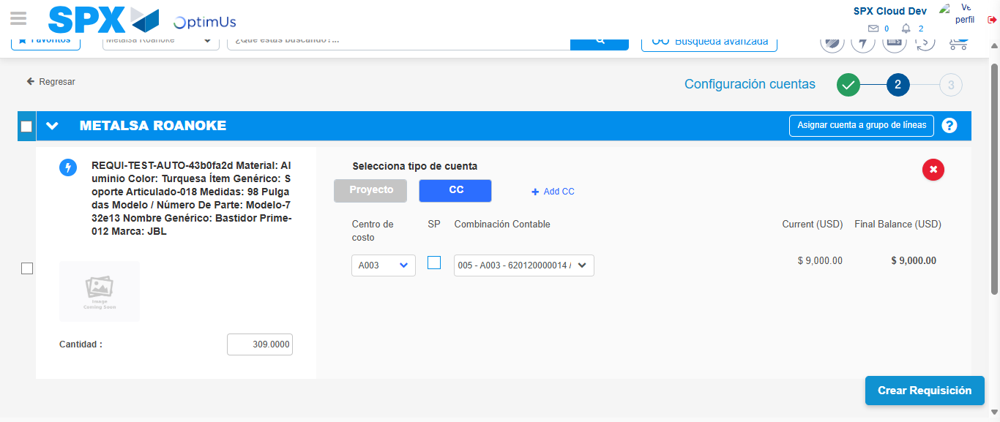 SPX
OptimUs
SPX Cloud Dev
Ve
perfil
0
2
Favoritos
Metalsa Roanoke
¿Qué estás buscando?...
Búsqueda avanzada
Regresar
Configuración cuentas
2
3
METALSA ROANOKE
Asignar cuenta a grupo de líneas
?
REQUI-TEST-AUTO-43b0fa2d Material: Al
uminio Color: Turquesa Ítem Genérico: S
oporte Articulado-018 Medidas: 98 Pulga
das Modelo / Número De Parte: Modelo-7
32e13 Nombre Genérico: Bastidor Prime-
012 Marca: JBL
Image
Coming Soon
Cantidad :
309.0000
Selecciona tipo de cuenta
Proyecto
CC
+ Add CC
Centro de
costo
SP
Combinación Contable
Current (USD)
Final Balance (USD)
A003
005 - A003 - 620120000014 /
$ 9,000.00
$ 9,000.00
Crear Requisición